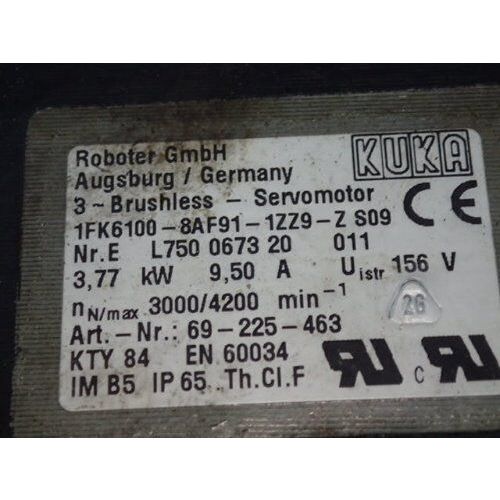 Roboter GmbH KUKA
Augsburg / Germany
3 ~ Brushless – Servomotor CE
1FK6100-8AF91-1ZZ9-Z S09
Nr.E L750 0673 20 011
3,77 kW 9,50 A Uistr 156 V
nN/max 3000/4200 min-1 26
Art.-Nr.: 69-225-463
KTY 84 EN 60034
IM B5 IP 65 Th.Cl.F RU c RU